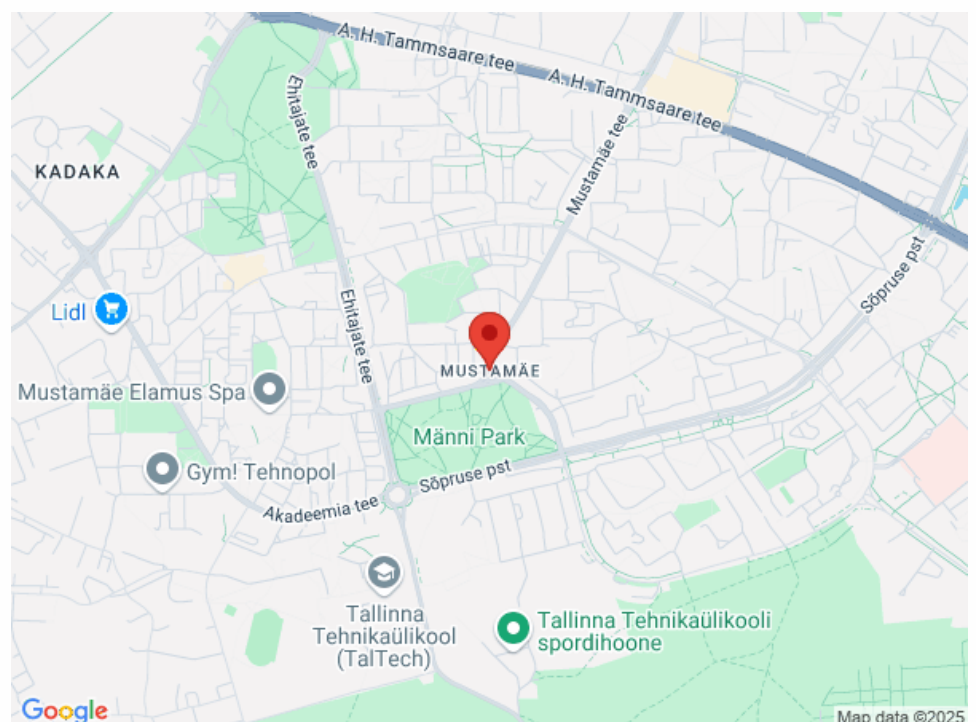 A. H. Tammsaare tee
A. H. Tammsaare tee
Ehitajate tee
Mustamäe tee
KADAKA
Sõpruse pst
Lidl
Ehitajate tee
MUSTAMÄE
Mustamäe Elamus Spa
Männi Park
Gym! Tehnopol
Sõpruse pst
Akadeemia tee
Tallinna
Tehnikaülikool
(TalTech)
Tallinna Tehnikaülikooli
spordihoone
Google
Map data ©2025